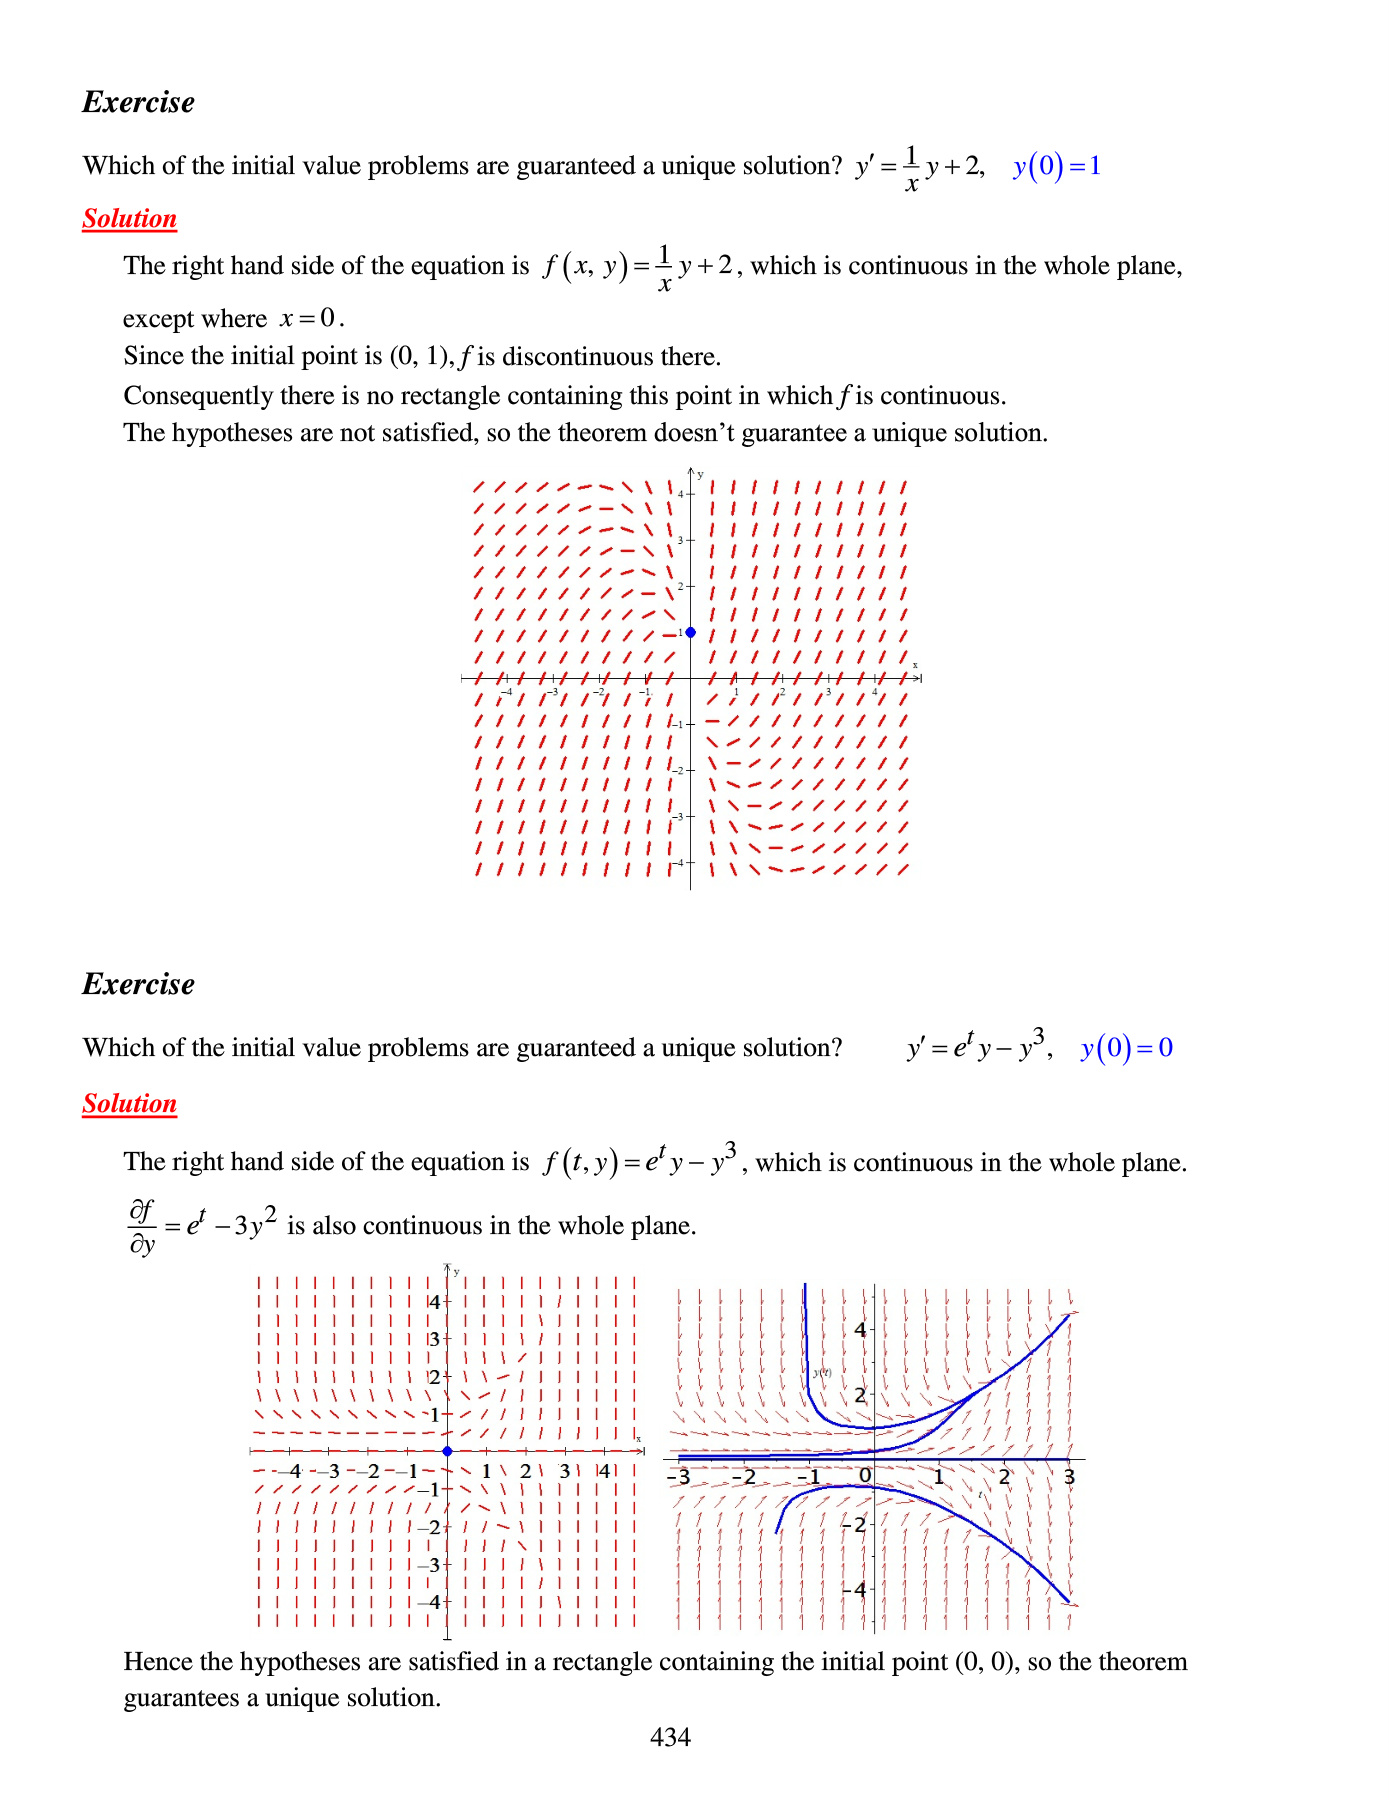 Exercise
Which of the initial value problems are guaranteed a unique solution? y′ = 1/x y + 2, y(0) = 1
Solution
The right hand side of the equation is f(x, y) = 1/x y + 2, which is continuous in the whole plane,
except where x = 0.
Since the initial point is (0, 1), f is discontinuous there.
Consequently there is no rectangle containing this point in which f is continuous.
The hypotheses are not satisfied, so the theorem doesn’t guarantee a unique solution.
y
4
3
2
1
x
−4 −3 −2 −1 1 2 3 4
−1
−2
−3
−4
Exercise
Which of the initial value problems are guaranteed a unique solution? y′ = e^t y − y^3, y(0) = 0
Solution
The right hand side of the equation is f(t, y) = e^t y − y^3, which is continuous in the whole plane.
∂f/∂y = e^t − 3y^2 is also continuous in the whole plane.
y
4
3
2
1
x
−4 −3 −2 −1 1 2 3 4
−1
−2
−3
−4
4
y(t)
2
−3 −2 −1 0 1 2 3
t
−2
−4
Hence the hypotheses are satisfied in a rectangle containing the initial point (0, 0), so the theorem
guarantees a unique solution.
434